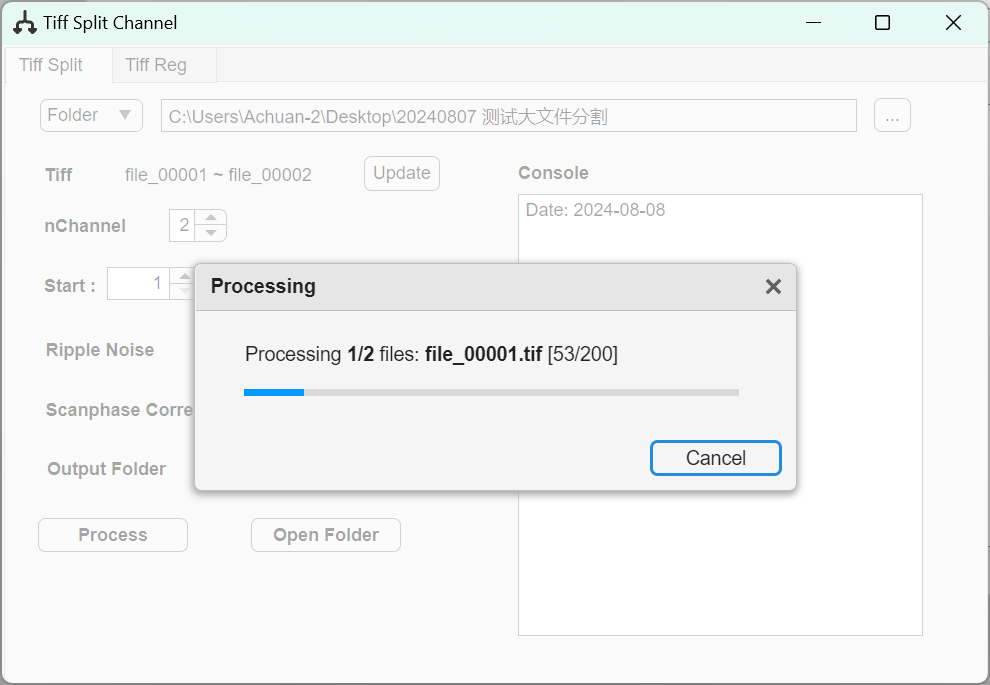 Tiff Split Channel
Tiff Split Tiff Reg
Folder C:\Users\Achuan-2\Desktop\20240807 测试大文件分割 ...
Tiff file_00001 ~ file_00002 Update Console
Date: 2024-08-08
nChannel 2
Start : 1
Processing
Ripple Noise
Processing 1/2 files: file_00001.tif [53/200]
Scanphase Corre
Output Folder
Cancel
Process Open Folder